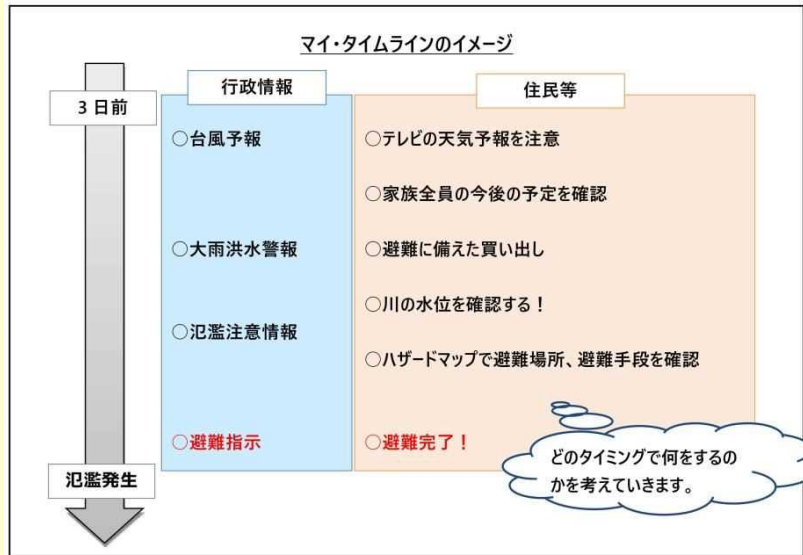 マイ・タイムラインのイメージ
行政情報
住民等
3日前
○台風予報
○テレビの天気予報を注意
○家族全員の今後の予定を確認
○大雨洪水警報
○避難に備えた買い出し
○川の水位を確認する！
○氾濫注意情報
○ハザードマップで避難場所、避難手段を確認
○避難指示
○避難完了！
どのタイミングで何をするの
かを考えていきます。
氾濫発生